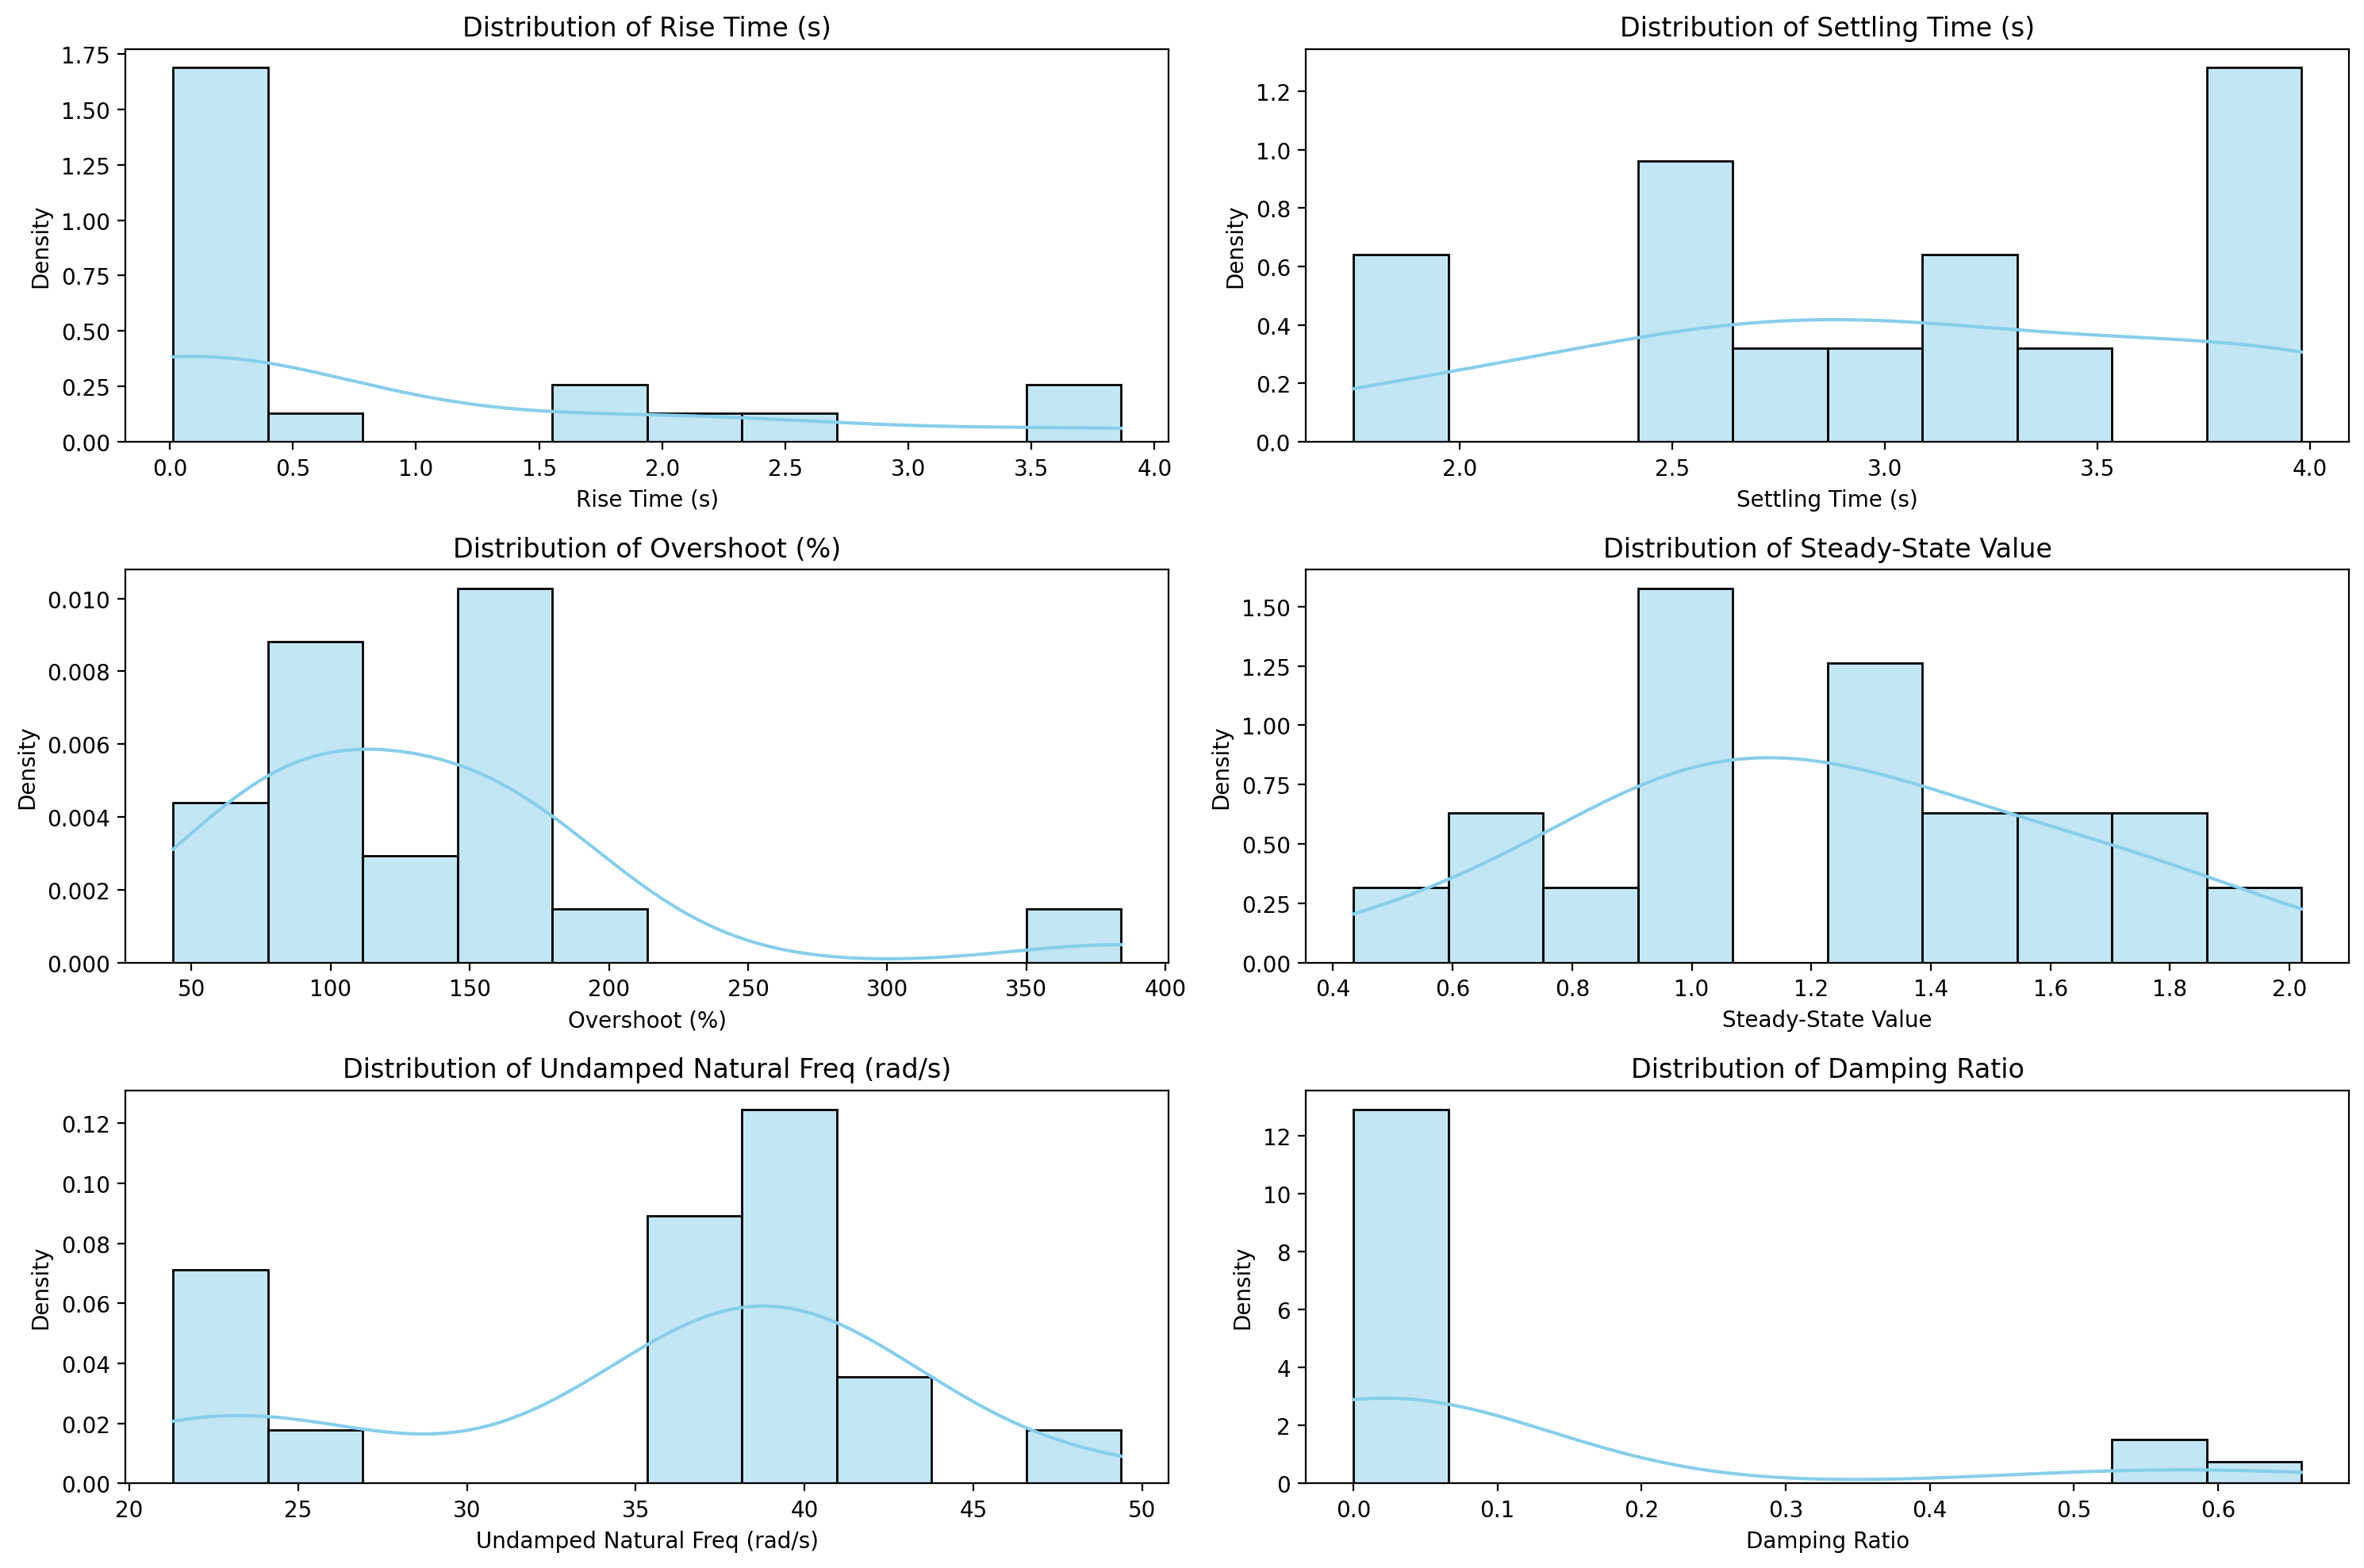 Distribution of Rise Time (s)
Density
1.75
1.50
1.25
1.00
0.75
0.50
0.25
0.00
0.0 0.5 1.0 1.5 2.0 2.5 3.0 3.5 4.0
Rise Time (s)
Distribution of Settling Time (s)
Density
1.2
1.0
0.8
0.6
0.4
0.2
0.0
2.0 2.5 3.0 3.5 4.0
Settling Time (s)
Distribution of Overshoot (%)
Density
0.010
0.008
0.006
0.004
0.002
0.000
50 100 150 200 250 300 350 400
Overshoot (%)
Distribution of Steady-State Value
Density
1.50
1.25
1.00
0.75
0.50
0.25
0.00
0.4 0.6 0.8 1.0 1.2 1.4 1.6 1.8 2.0
Steady-State Value
Distribution of Undamped Natural Freq (rad/s)
Density
0.12
0.10
0.08
0.06
0.04
0.02
0.00
20 25 30 35 40 45 50
Undamped Natural Freq (rad/s)
Distribution of Damping Ratio
Density
12
10
8
6
4
2
0
0.0 0.1 0.2 0.3 0.4 0.5 0.6
Damping Ratio